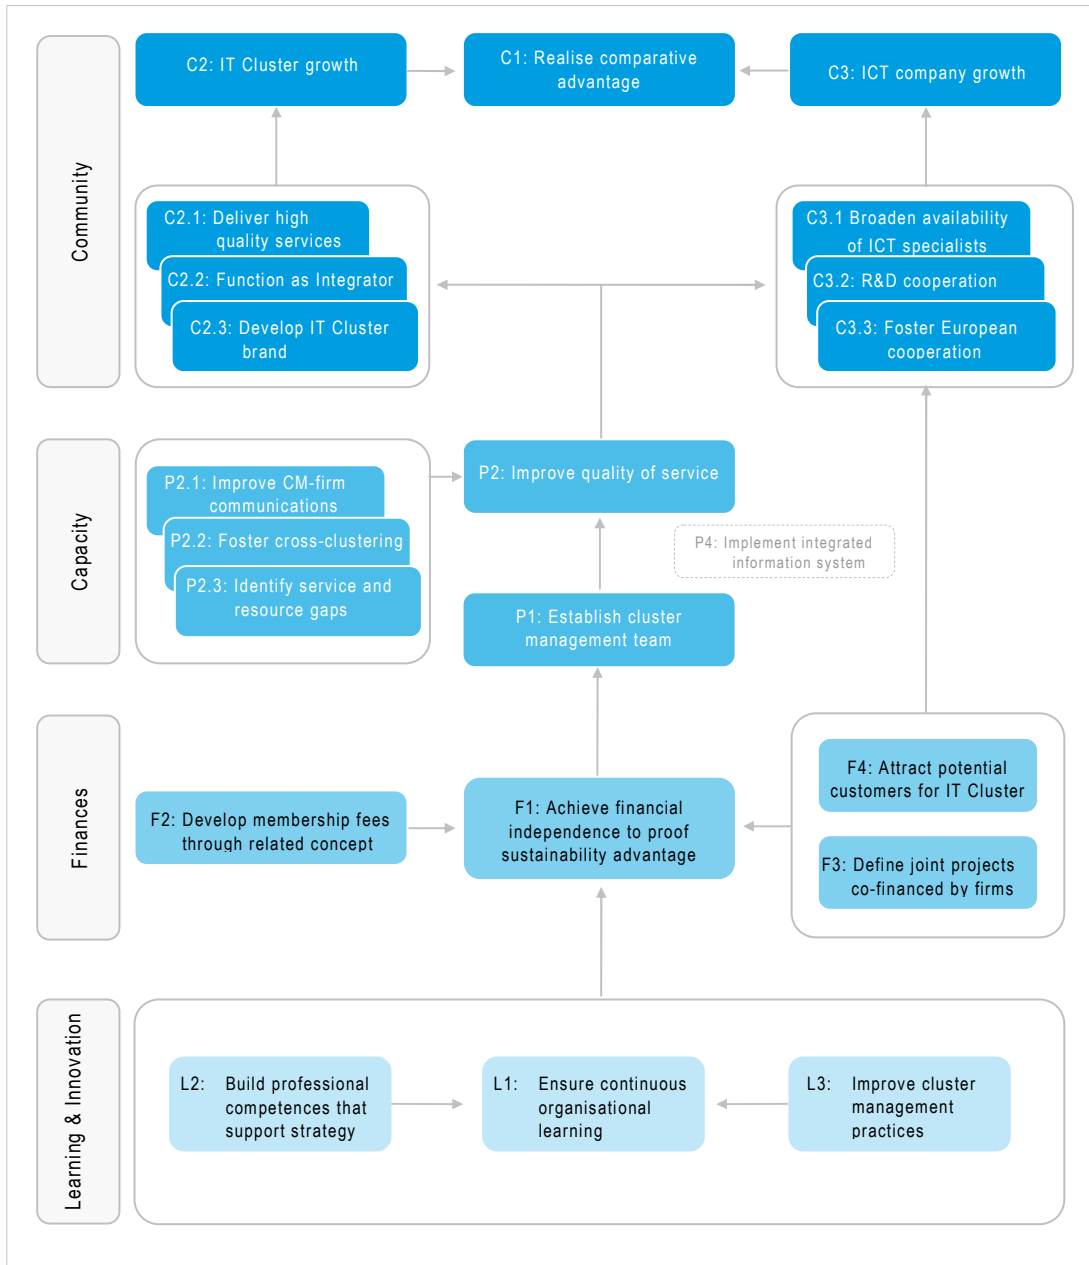 Community
C2: IT Cluster growth
C1: Realise comparative
advantage
C3: ICT company growth
C2.1: Deliver high
quality services
C2.2: Function as Integrator
C2.3: Develop IT Cluster
brand
C3.1 Broaden availability
of ICT specialists
C3.2: R&D cooperation
C3.3: Foster European
cooperation
Capacity
P2.1: Improve CM-firm
communications
P2.2: Foster cross-clustering
P2.3: Identify service and
resource gaps
P2: Improve quality of service
P4: Implement integrated
information system
P1: Establish cluster
management team
Finances
F2: Develop membership fees
through related concept
F1: Achieve financial
independence to proof
sustainability advantage
F4: Attract potential
customers for IT Cluster
F3: Define joint projects
co-financed by firms
Learning & Innovation
L2: Build professional
competences that
support strategy
L1: Ensure continuous
organisational
learning
L3: Improve cluster
management
practices